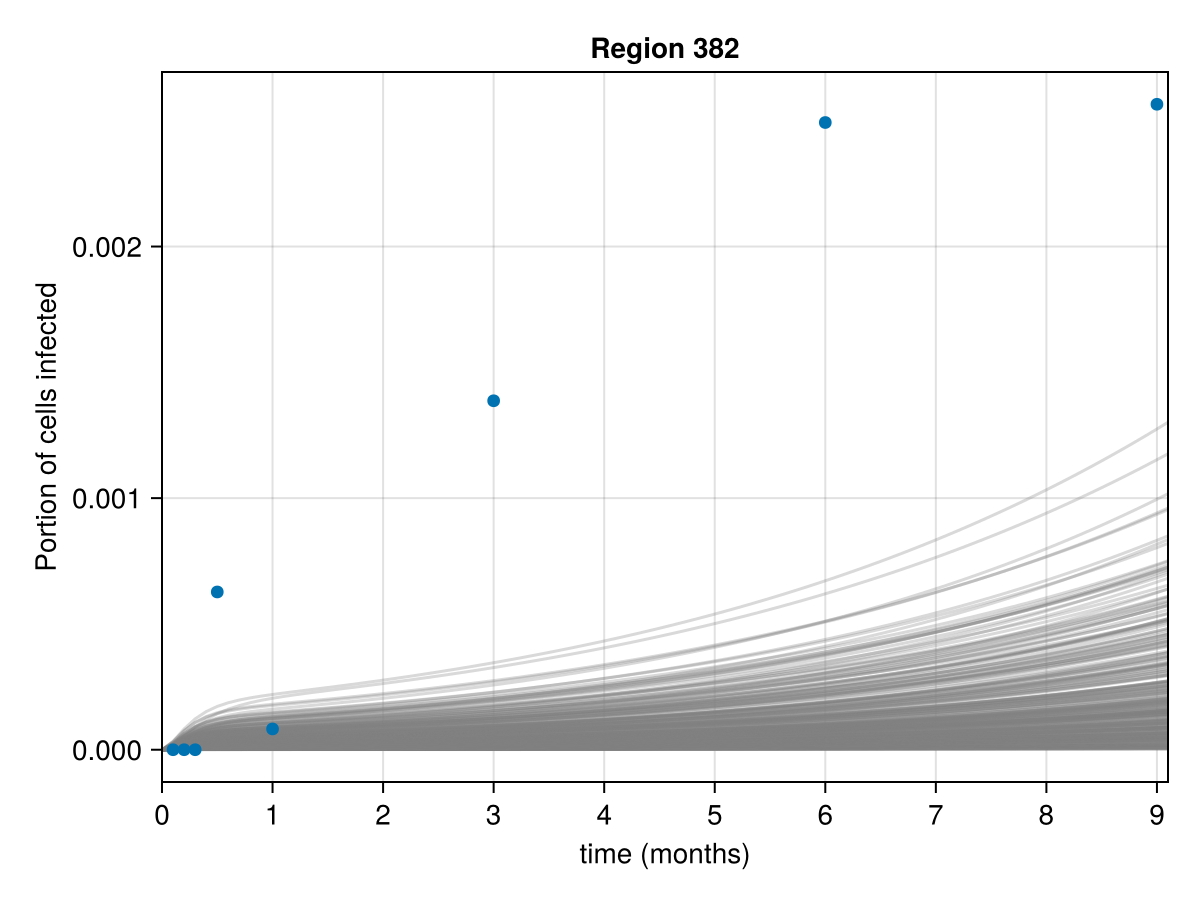 Region 382
Portion of cells infected
0.002
0.001
0.000
0 1 2 3 4 5 6 7 8 9
time (months)